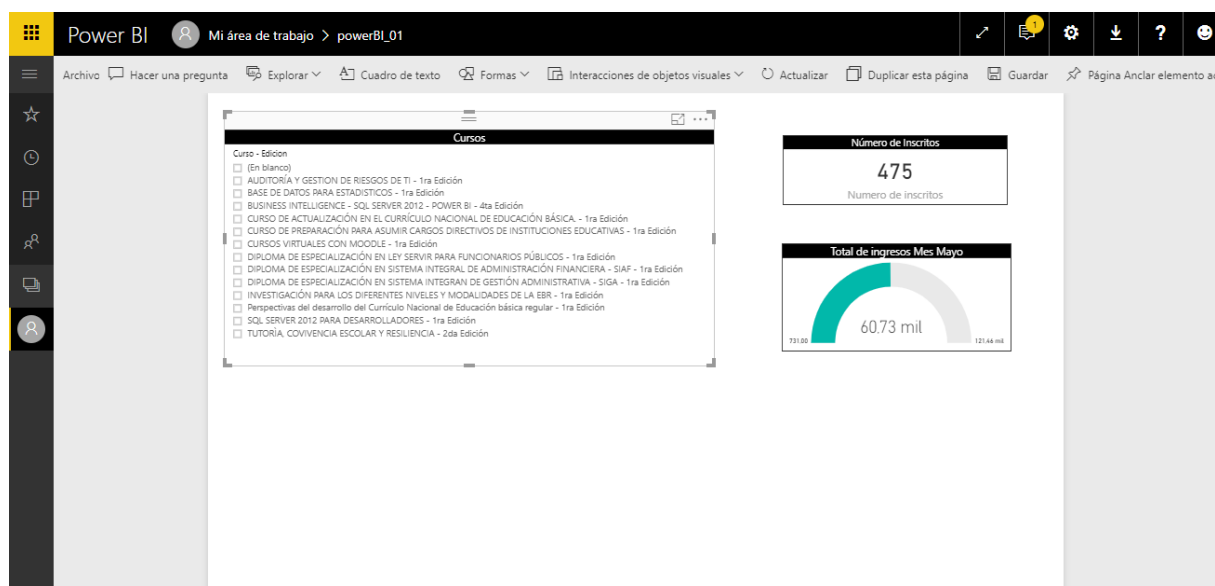 Power BI Mi área de trabajo > powerBI_01 1 ?
Archivo Hacer una pregunta Explorar Cuadro de texto Formas Interacciones de objetos visuales Actualizar Duplicar esta página Guardar Página Anclar elemento
Cursos
Curso - Edicion
(En blanco)
AUDITORÍA Y GESTION DE RIESGOS DE TI - 1ra Edición
BASE DE DATOS PARA ESTADISTICOS - 1ra Edición
BUSINESS INTELLIGENCE - SQL SERVER 2012 - POWER BI - 4ta Edición
CURSO DE ACTUALIZACIÓN EN EL CURRÍCULO NACIONAL DE EDUCACIÓN BÁSICA. - 1ra Edición
CURSO DE PREPARACIÓN PARA ASUMIR CARGOS DIRECTIVOS DE INSTITUCIONES EDUCATIVAS - 1ra Edición
CURSOS VIRTUALES CON MOODLE - 1ra Edición
DIPLOMA DE ESPECIALIZACIÓN EN LEY SERVIR PARA FUNCIONARIOS PÚBLICOS - 1ra Edición
DIPLOMA DE ESPECIALIZACIÓN EN SISTEMA INTEGRAL DE ADMINISTRACIÓN FINANCIERA - SIAF - 1ra Edición
DIPLOMA DE ESPECIALIZACIÓN EN SISTEMA INTEGRAN DE GESTIÓN ADMINISTRATIVA - SIGA - 1ra Edición
INVESTIGACIÓN PARA LOS DIFERENTES NIVELES Y MODALIDADES DE LA EBR - 1ra Edición
Perspectivas del desarrollo del Currículo Nacional de Educación básica regular - 1ra Edición
SQL SERVER 2012 PARA DESARROLLADORES - 1ra Edición
TUTORÌA, COVIVENCIA ESCOLAR Y RESILIENCIA - 2da Edición
Número de Inscritos
475
Numero de inscritos
Total de ingresos Mes Mayo
60.73 mil
731.00 121.46 mil